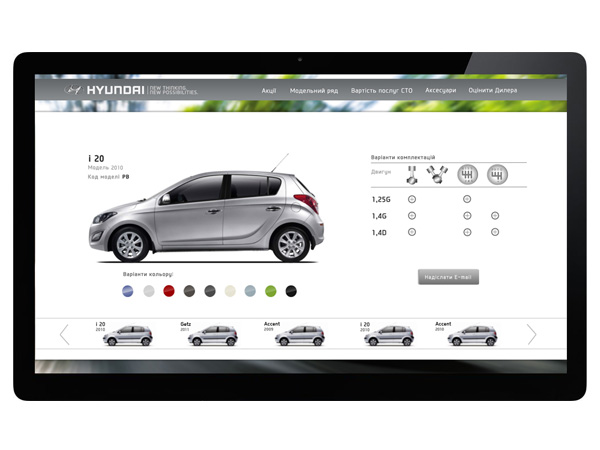 HYUNDAI
NEW THINKING.
NEW POSSIBILITIES.
Акції Модельний ряд Вартість послуг СТО Аксесуари Оцінити Дилера
i 20
Модель 2010
Код моделі PB
Варіанти комплектацій
Двигун
1,25G
1,4G
1,4D
Варіанти кольору:
Надіслати E-mail
i 20 Getz Accent i 20 Accent
2010 2011 2009 2010 2010